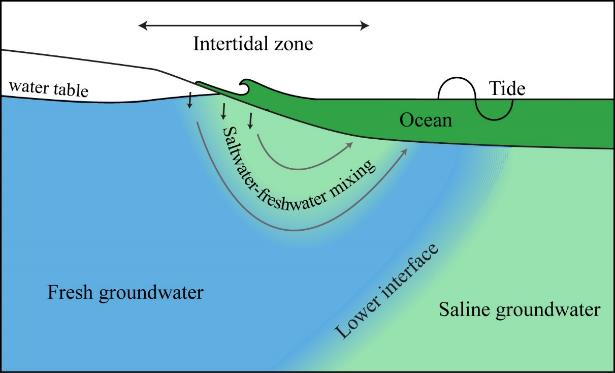 Intertidal zone
water table
Tide
Ocean
Saltwater-freshwater mixing
Fresh groundwater
Lower interface
Saline groundwater